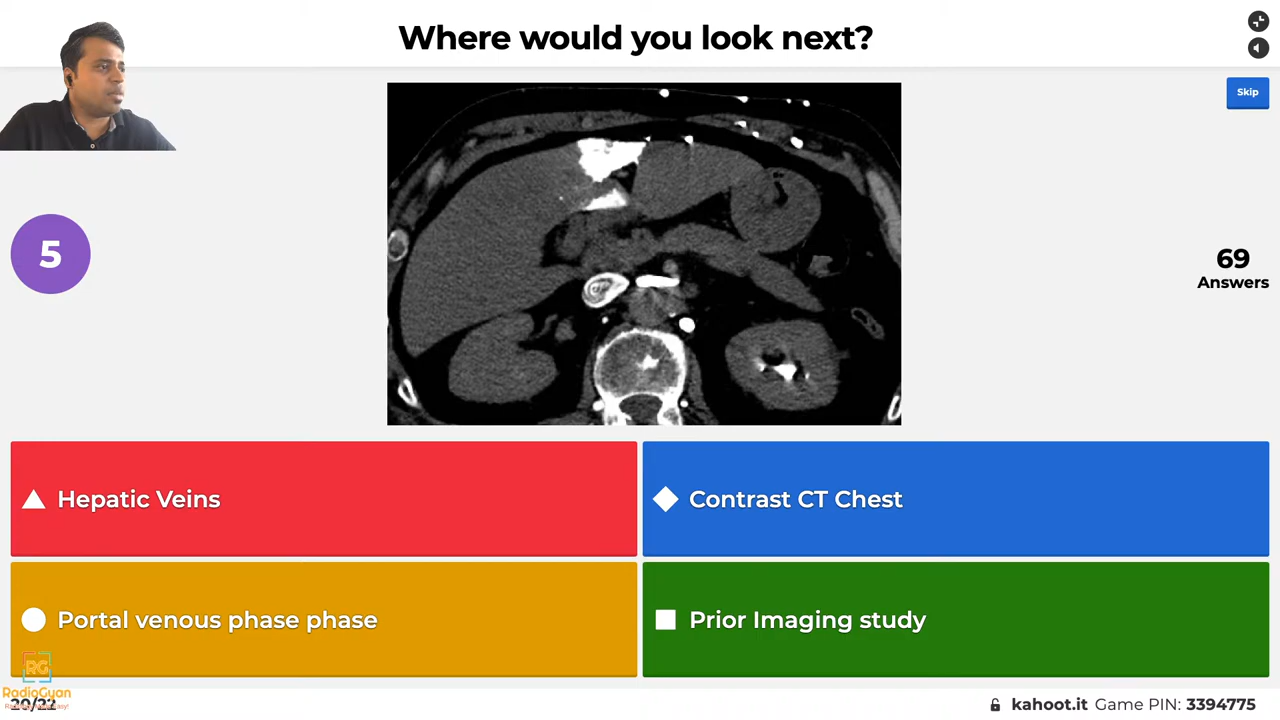 Where would you look next?
Skip
5
69
Answers
Hepatic Veins
Contrast CT Chest
Portal venous phase phase
Prior Imaging study
RG
RadioGyan
20/22
kahoot.it Game PIN: 3394775